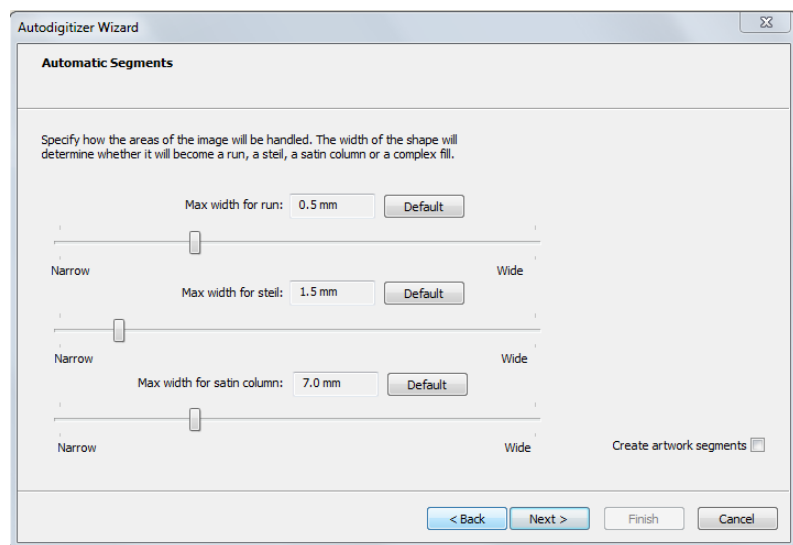 Autodigitizer Wizard
Automatic Segments
Specify how the areas of the image will be handled. The width of the shape will
determine whether it will become a run, a steil, a satin column or a complex fill.
Max width for run: 0.5 mm Default
Narrow Wide
Max width for steil: 1.5 mm Default
Narrow Wide
Max width for satin column: 7.0 mm Default
Narrow Wide
Create artwork segments
< Back Next > Finish Cancel